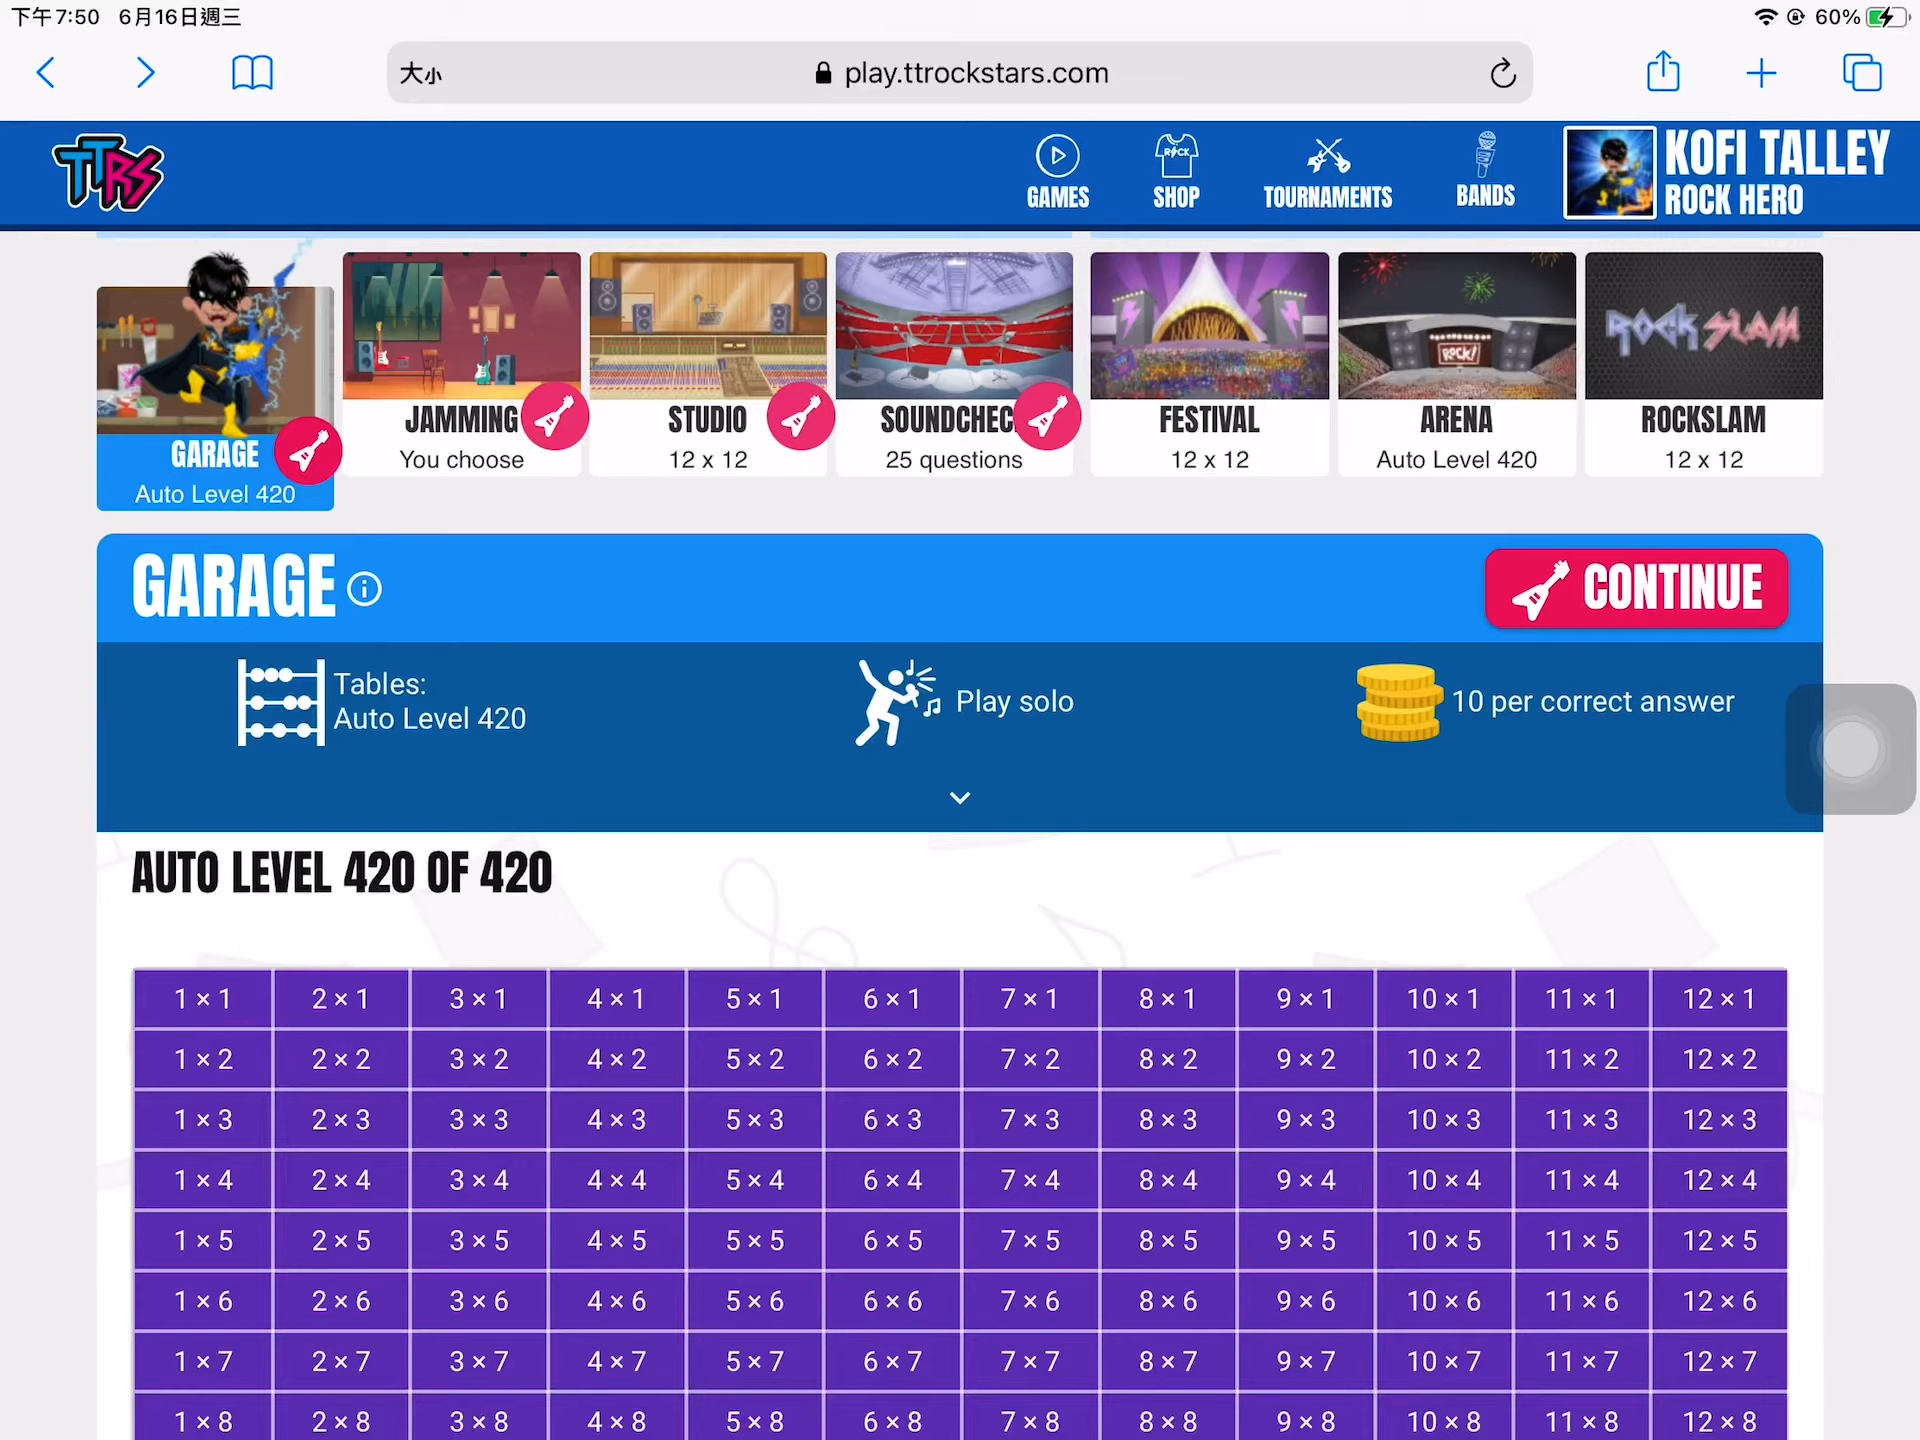 下午7:50 6月16日週三
60%
大小
play.ttrockstars.com
TTRS
GAMES
SHOP
TOURNAMENTS
BANDS
KOFI TALLEY
ROCK HERO
ROCK
GARAGE
Auto Level 420
JAMMING
You choose
STUDIO
12 x 12
SOUNDCHEC
25 questions
FESTIVAL
12 x 12
ROCK!
ARENA
Auto Level 420
ROCK SLAM
ROCKSLAM
12 x 12
GARAGE
CONTINUE
Tables:
Auto Level 420
Play solo
10 per correct answer
AUTO LEVEL 420 OF 420
1 × 1 2 × 1 3 × 1 4 × 1 5 × 1 6 × 1 7 × 1 8 × 1 9 × 1 10 × 1 11 × 1 12 × 1
1 × 2 2 × 2 3 × 2 4 × 2 5 × 2 6 × 2 7 × 2 8 × 2 9 × 2 10 × 2 11 × 2 12 × 2
1 × 3 2 × 3 3 × 3 4 × 3 5 × 3 6 × 3 7 × 3 8 × 3 9 × 3 10 × 3 11 × 3 12 × 3
1 × 4 2 × 4 3 × 4 4 × 4 5 × 4 6 × 4 7 × 4 8 × 4 9 × 4 10 × 4 11 × 4 12 × 4
1 × 5 2 × 5 3 × 5 4 × 5 5 × 5 6 × 5 7 × 5 8 × 5 9 × 5 10 × 5 11 × 5 12 × 5
1 × 6 2 × 6 3 × 6 4 × 6 5 × 6 6 × 6 7 × 6 8 × 6 9 × 6 10 × 6 11 × 6 12 × 6
1 × 7 2 × 7 3 × 7 4 × 7 5 × 7 6 × 7 7 × 7 8 × 7 9 × 7 10 × 7 11 × 7 12 × 7
1 × 8 2 × 8 3 × 8 4 × 8 5 × 8 6 × 8 7 × 8 8 × 8 9 × 8 10 × 8 11 × 8 12 × 8